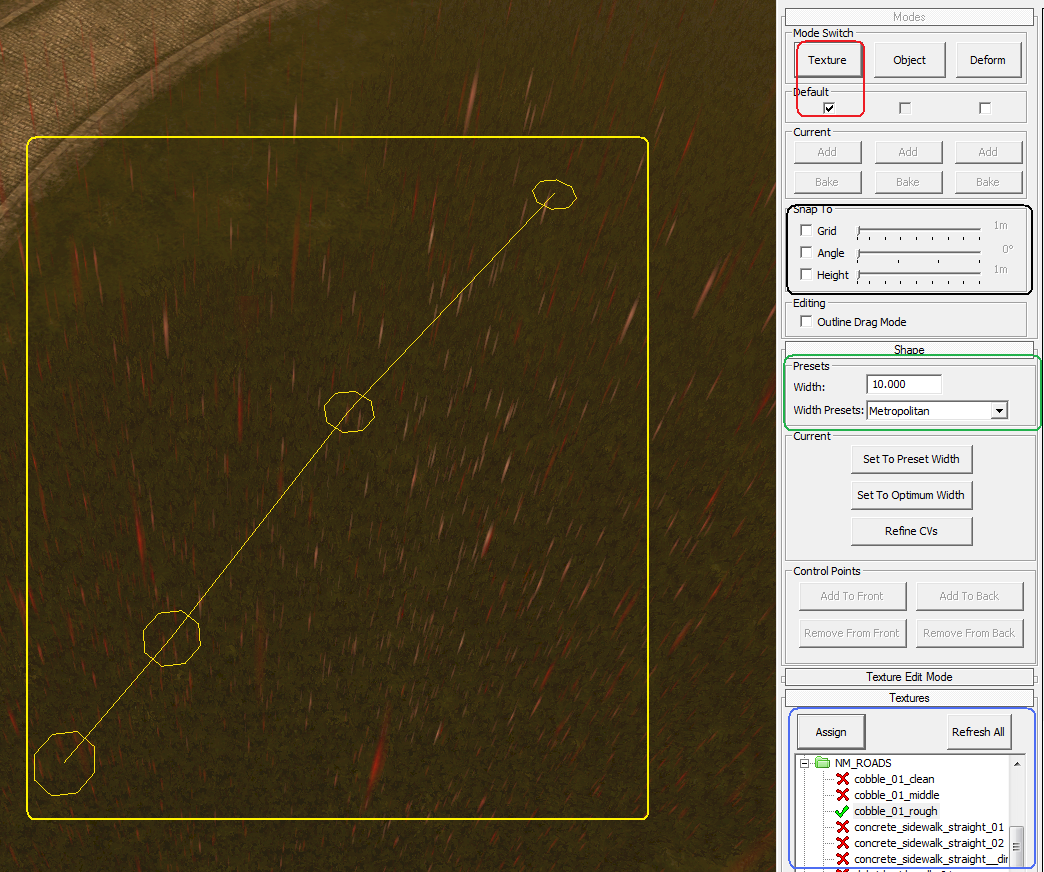 Modes
Mode Switch
Texture Object Deform
Default
Current
Add Add Add
Bake Bake Bake
Snap To
Grid 1m
Angle 0°
Height 1m
Editing
Outline Drag Mode
Shape
Presets
Width: 10.000
Width Presets: Metropolitan
Current
Set To Preset Width
Set To Optimum Width
Refine CVs
Control Points
Add To Front Add To Back
Remove From Front Remove From Back
Texture Edit Mode
Textures
Assign Refresh All
NM_ROADS
cobble_01_clean
cobble_01_middle
cobble_01_rough
concrete_sidewalk_straight_01
concrete_sidewalk_straight_02
concrete_sidewalk_straight__dir